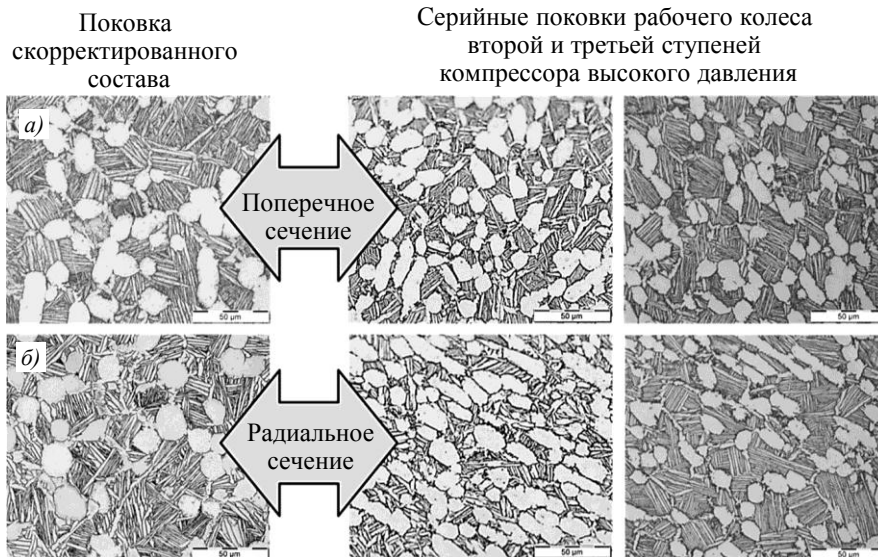 Поковка
скорректированного
состава
Серийные поковки рабочего колеса
второй и третьей ступеней
компрессора высокого давления
а)
Поперечное
сечение
50 µm
50 µm
50 µm
б)
Радиальное
сечение
50 µm
50 µm
50 µm